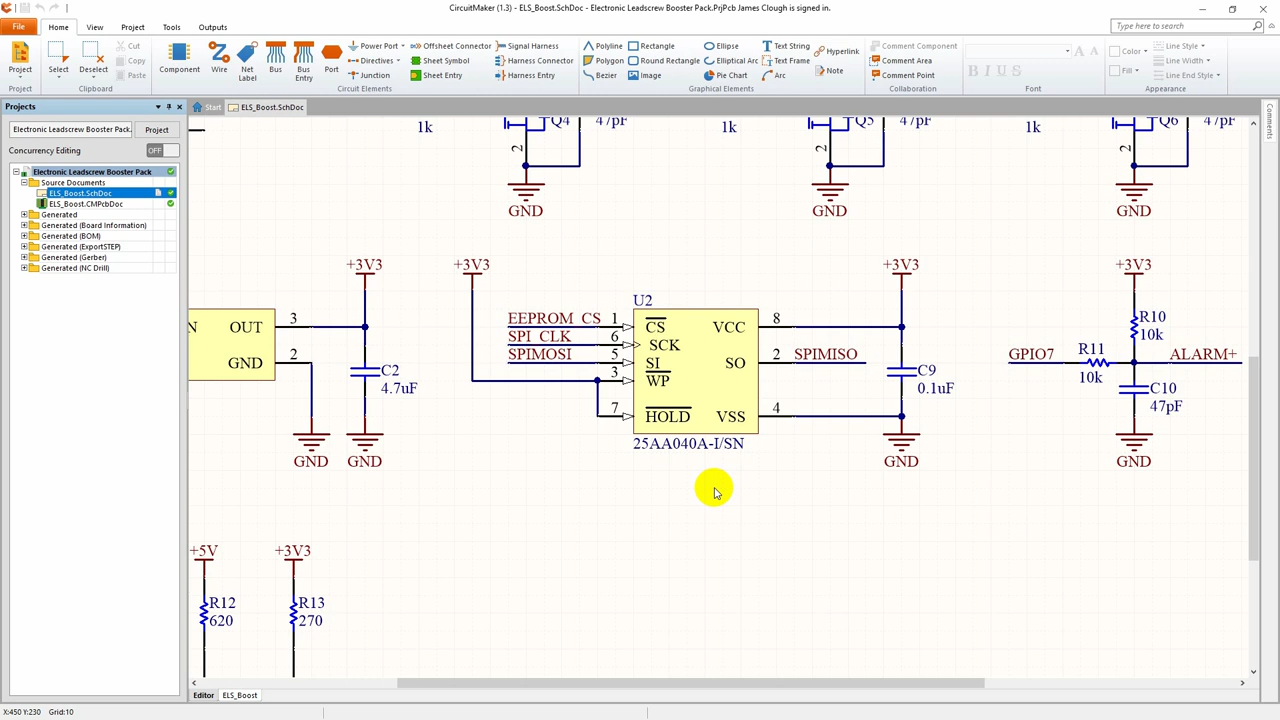 CircuitMaker (1.3) - ELS_Boost.SchDoc - Electronic Leadscrew Booster Pack.PrjPcb James Clough is signed in.
File Home View Project Tools Outputs Type here to search
Project Select Deselect Cut Copy Paste
Component Wire Net Label Bus Bus Entry Port
Power Port Directives Junction
Offsheet Connector Sheet Symbol Sheet Entry
Signal Harness Harness Connector Harness Entry
Polyline Polygon Bezier
Rectangle Round Rectangle Image
Ellipse Elliptical Arc Pie Chart
Text String Text Frame Arc
Hyperlink Note
Comment Component Comment Area Comment Point
B I U S A A
Color Fill
Line Style Line Width Line End Style
Project Clipboard Circuit Elements Graphical Elements Collaboration Font Appearance
Projects
Start ELS_Boost.SchDoc
Comments
Electronic Leadscrew Booster Pack. Project
Concurrency Editing OFF
Electronic Leadscrew Booster Pack
Source Documents
ELS_Boost.SchDoc
ELS_Boost.CMPcbDoc
Generated
Generated (Board Information)
Generated (BOM)
Generated (ExportSTEP)
Generated (Gerber)
Generated (NC Drill)
1k Q4 47pF 1k Q5 47pF 1k Q6 47pF
2 2 2
GND GND GND
+3V3 +3V3 +3V3 +3V3
N OUT 3
GND 2
C2
4.7uF
GND GND
U2
EEPROM_CS 1 CS VCC 8
SPI_CLK 6 SCK
SPIMOSI 5 SI SO 2 SPIMISO
3 WP
7 HOLD VSS 4
25AA040A-I/SN
C9
0.1uF
GND
R10
10k
GPIO7 R11 ALARM+
10k
C10
47pF
GND
+5V +3V3
R12 R13
620 270
Editor ELS_Boost
X:450 Y:230 Grid:10